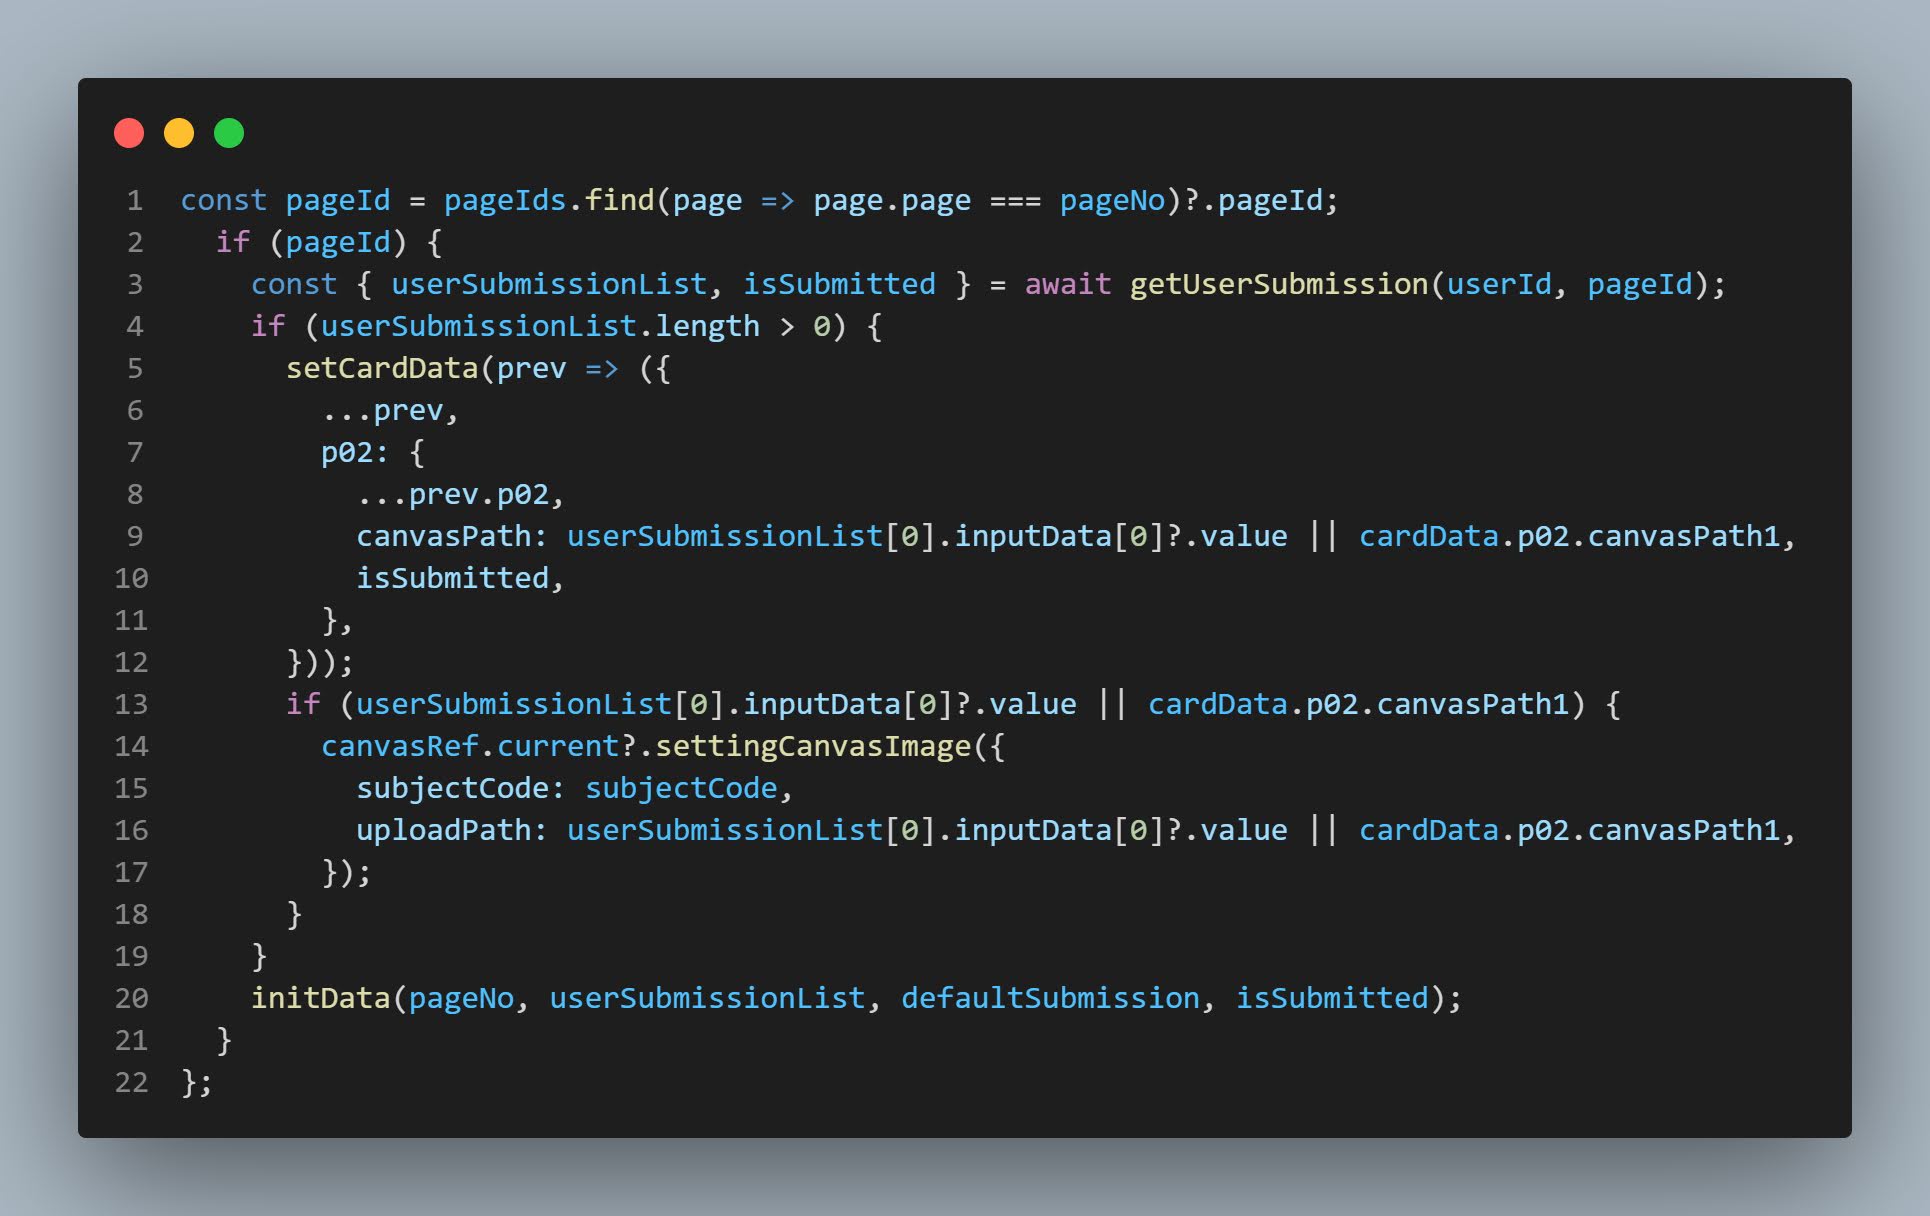 1 const pageId = pageIds.find(page => page.page === pageNo)?.pageId;
2   if (pageId) {
3     const { userSubmissionList, isSubmitted } = await getUserSubmission(userId, pageId);
4     if (userSubmissionList.length > 0) {
5       setCardData(prev => ({
6         ...prev,
7         p02: {
8           ...prev.p02,
9           canvasPath: userSubmissionList[0].inputData[0]?.value || cardData.p02.canvasPath1,
10           isSubmitted,
11         },
12       }));
13       if (userSubmissionList[0].inputData[0]?.value || cardData.p02.canvasPath1) {
14         canvasRef.current?.settingCanvasImage({
15           subjectCode: subjectCode,
16           uploadPath: userSubmissionList[0].inputData[0]?.value || cardData.p02.canvasPath1,
17         });
18       }
19     }
20     initData(pageNo, userSubmissionList, defaultSubmission, isSubmitted);
21   }
22 };